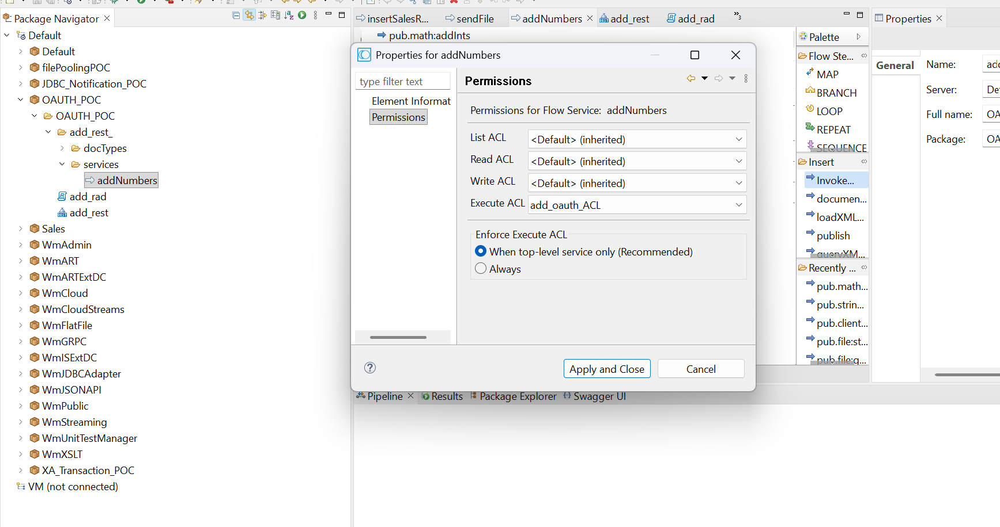 Package Navigator
Default
Default
filePoolingPOC
JDBC_Notification_POC
OAUTH_POC
OAUTH_POC
add_rest_
docTypes
services
addNumbers
add_rad
add_rest
Sales
WmAdmin
WmART
WmARTExtDC
WmCloud
WmCloudStreams
WmFlatFile
WmGRPC
WmISExtDC
WmJDBCAdapter
WmJSONAPI
WmPublic
WmStreaming
WmUnitTestManager
WmXSLT
XA_Transaction_POC
VM (not connected)
insertSalesR... sendFile addNumbers add_rest add_rad »3
pub.math:addInts
Properties for addNumbers
type filter text
Element Informat
Permissions
Permissions
Permissions for Flow Service: addNumbers
List ACL <Default> (inherited)
Read ACL <Default> (inherited)
Write ACL <Default> (inherited)
Execute ACL add_oauth_ACL
Enforce Execute ACL
When top-level service only (Recommended)
Always
Apply and Close Cancel
Palette
Flow Ste...
MAP
BRANCH
LOOP
REPEAT
SEQUENCE
Insert
Invoke...
documen...
loadXML...
publish
queryXM...
Recently ...
pub.math...
pub.strin...
pub.client...
pub.file:st...
pub.file:g...
Properties
General
Name: add
Server: De
Full name: OA
Package: OA
Pipeline Results Package Explorer Swagger UI